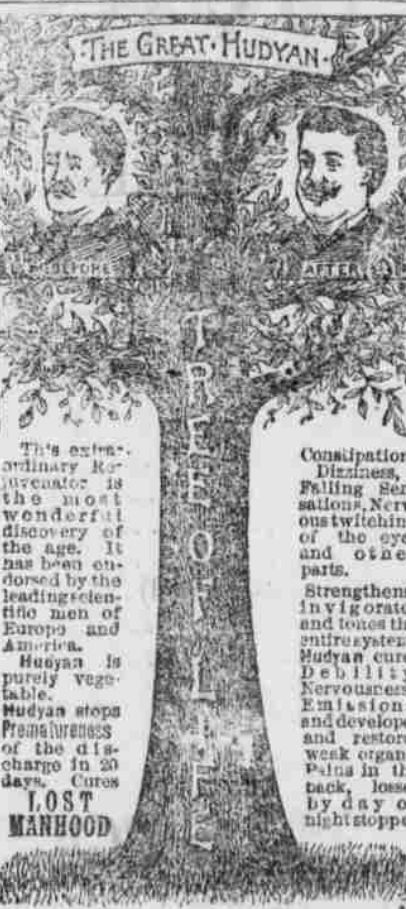 THE GREAT HUDYAN
BEFORE
AFTER
TREE OF LIFE
This extra-
ordinary Re-
juvenator is
the most
wonderful
discovery of
the age. It
has been en-
dorsed by the
leading scien-
tific men of
Europe and
America.
Hudyan is
purely vege-
table.
Hudyan stops
Prematureness
of the dis-
charge in 20
days. Cures
LOST
MANHOOD
Constipation
Dizziness,
Falling Sen
sations, Nerv
ous twitchin
of the eye
and othe
parts.
Strengthens
invigorate
and tones th
entire system
Hudyan cure
Debility
Nervousness
Emission
and develope
and restore
weak organ
Pains in th
back, losse
by day o
night stoppe